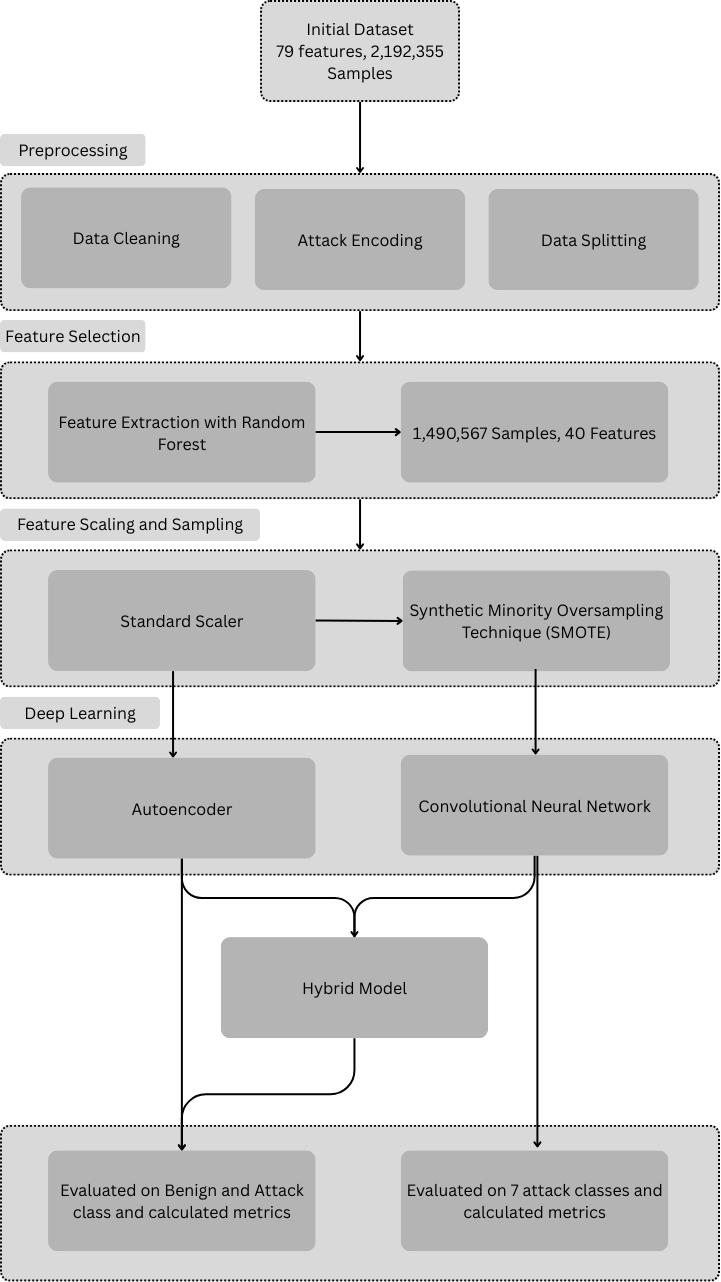 Initial Dataset
79 features, 2,192,355
Samples
Preprocessing
Data Cleaning
Attack Encoding
Data Splitting
Feature Selection
Feature Extraction with Random
Forest
1,490,567 Samples, 40 Features
Feature Scaling and Sampling
Standard Scaler
Synthetic Minority Oversampling
Technique (SMOTE)
Deep Learning
Autoencoder
Convolutional Neural Network
Hybrid Model
Evaluated on Benign and Attack
class and calculated metrics
Evaluated on 7 attack classes and
calculated metrics